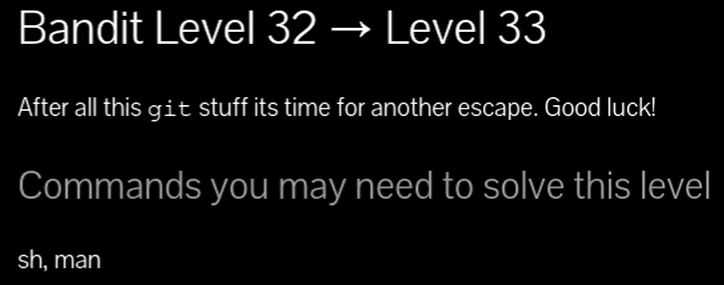 Bandit Level 32 → Level 33
After all this git stuff its time for another escape. Good luck!
Commands you may need to solve this level
sh, man